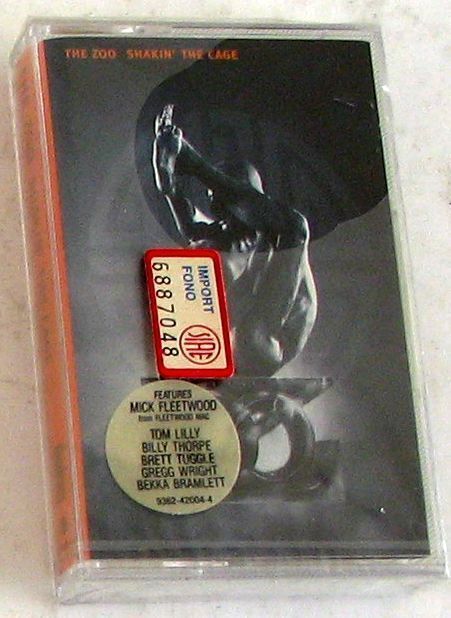 THE ZOO SHAKIN' THE CAGE
IMPORT
FONO
SIAE
6887048
FEATURES
MICK FLEETWOOD
from FLEETWOOD MAC
TOM LILLY
BILLY THORPE
BRETT TUGGLE
GREGG WRIGHT
BEKKA BRAMLETT
9362-42004-4